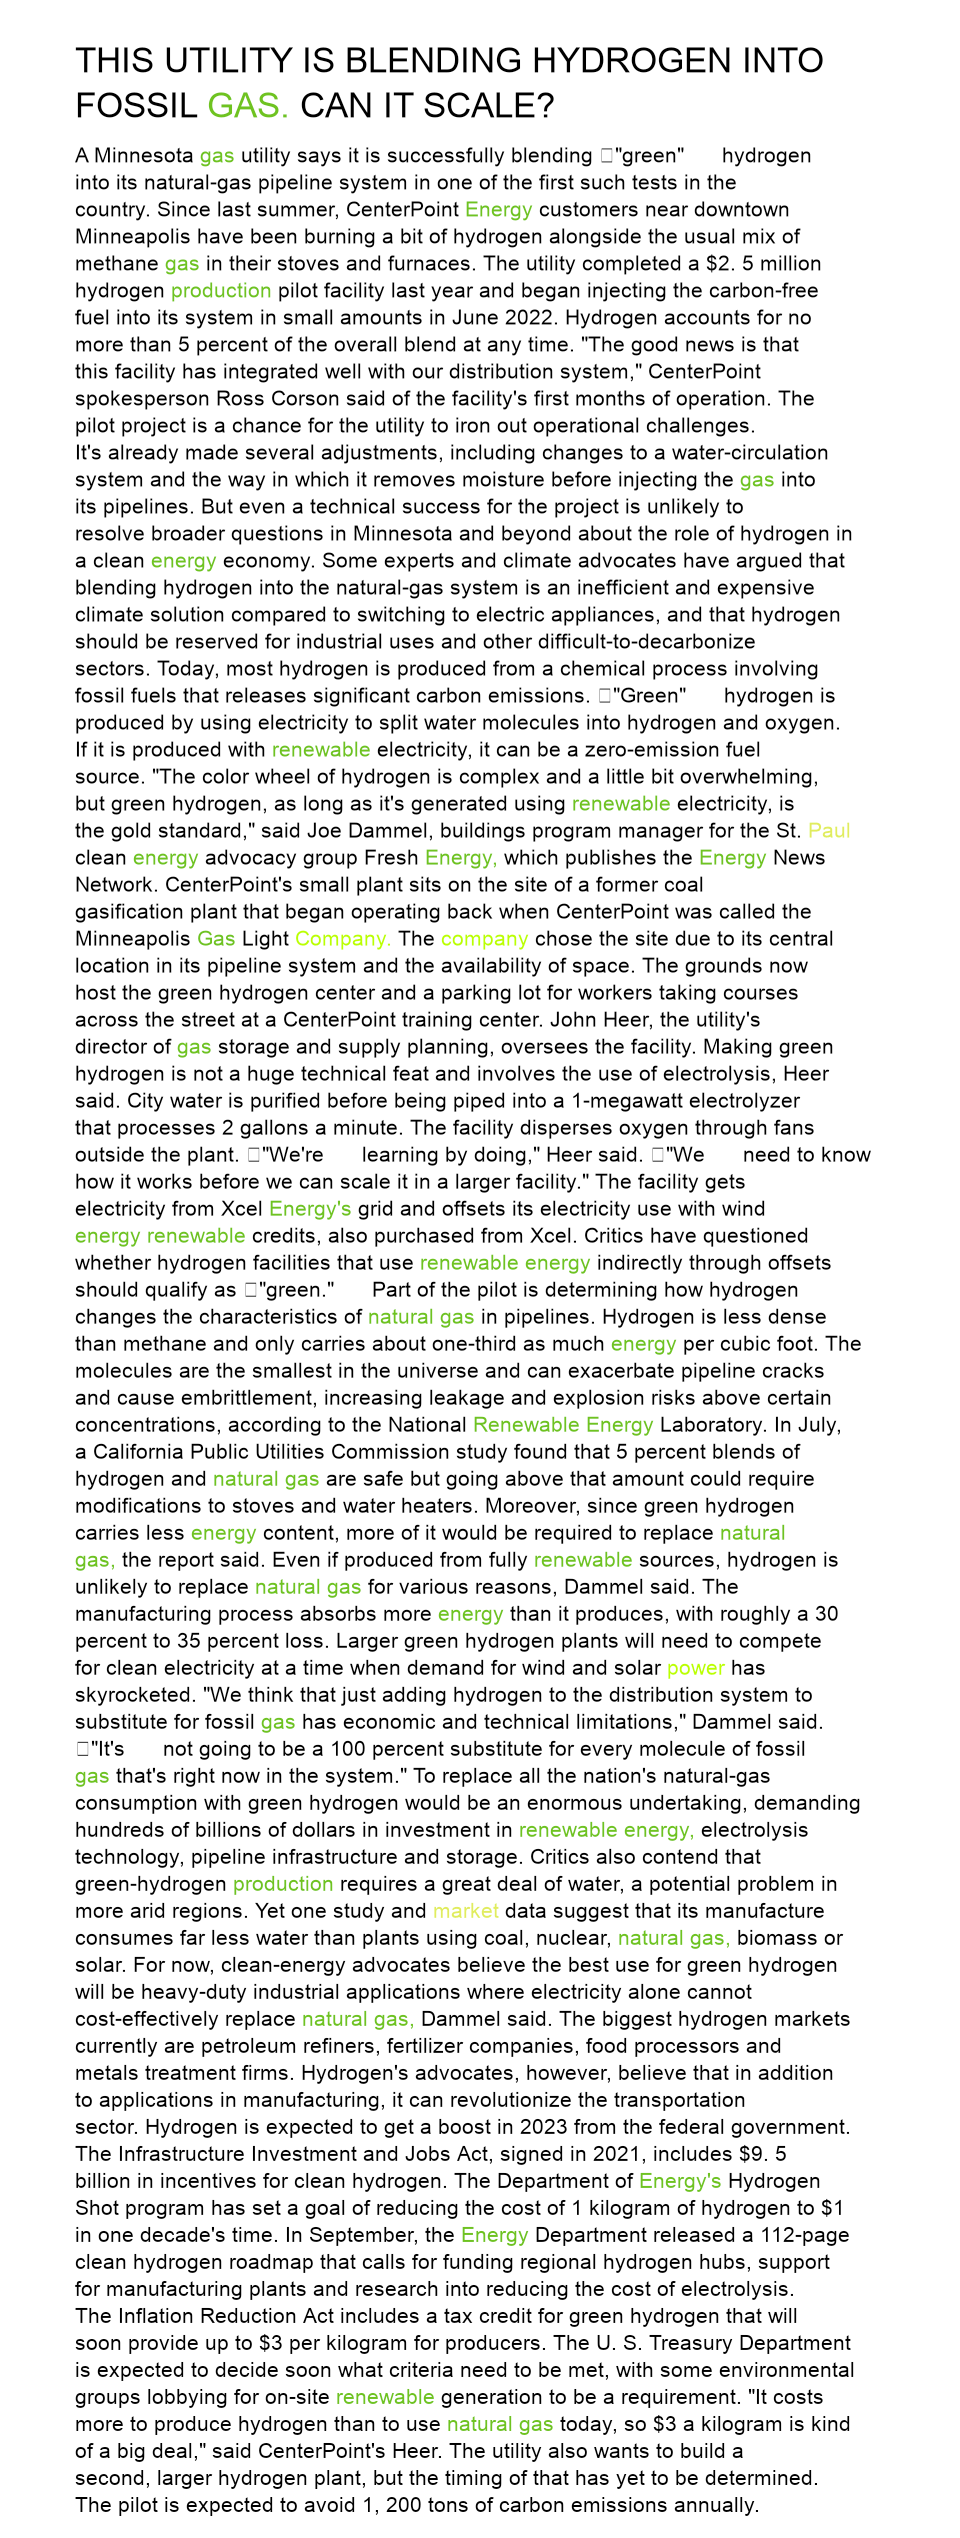 THIS UTILITY IS BLENDING HYDROGEN INTO
FOSSIL GAS. CAN IT SCALE?
A Minnesota gas utility says it is successfully blending "green" hydrogen
into its natural-gas pipeline system in one of the first such tests in the
country. Since last summer, CenterPoint Energy customers near downtown
Minneapolis have been burning a bit of hydrogen alongside the usual mix of
methane gas in their stoves and furnaces. The utility completed a $2. 5 million
hydrogen production pilot facility last year and began injecting the carbon-free
fuel into its system in small amounts in June 2022. Hydrogen accounts for no
more than 5 percent of the overall blend at any time. "The good news is that
this facility has integrated well with our distribution system," CenterPoint
spokesperson Ross Corson said of the facility's first months of operation. The
pilot project is a chance for the utility to iron out operational challenges.
It's already made several adjustments, including changes to a water-circulation
system and the way in which it removes moisture before injecting the gas into
its pipelines. But even a technical success for the project is unlikely to
resolve broader questions in Minnesota and beyond about the role of hydrogen in
a clean energy economy. Some experts and climate advocates have argued that
blending hydrogen into the natural-gas system is an inefficient and expensive
climate solution compared to switching to electric appliances, and that hydrogen
should be reserved for industrial uses and other difficult-to-decarbonize
sectors. Today, most hydrogen is produced from a chemical process involving
fossil fuels that releases significant carbon emissions. "Green" hydrogen is
produced by using electricity to split water molecules into hydrogen and oxygen.
If it is produced with renewable electricity, it can be a zero-emission fuel
source. "The color wheel of hydrogen is complex and a little bit overwhelming,
but green hydrogen, as long as it's generated using renewable electricity, is
the gold standard," said Joe Dammel, buildings program manager for the St. Paul
clean energy advocacy group Fresh Energy, which publishes the Energy News
Network. CenterPoint's small plant sits on the site of a former coal
gasification plant that began operating back when CenterPoint was called the
Minneapolis Gas Light Company. The company chose the site due to its central
location in its pipeline system and the availability of space. The grounds now
host the green hydrogen center and a parking lot for workers taking courses
across the street at a CenterPoint training center. John Heer, the utility's
director of gas storage and supply planning, oversees the facility. Making green
hydrogen is not a huge technical feat and involves the use of electrolysis, Heer
said. City water is purified before being piped into a 1-megawatt electrolyzer
that processes 2 gallons a minute. The facility disperses oxygen through fans
outside the plant. "We're learning by doing," Heer said. "We need to know
how it works before we can scale it in a larger facility." The facility gets
electricity from Xcel Energy's grid and offsets its electricity use with wind
energy renewable credits, also purchased from Xcel. Critics have questioned
whether hydrogen facilities that use renewable energy indirectly through offsets
should qualify as "green." Part of the pilot is determining how hydrogen
changes the characteristics of natural gas in pipelines. Hydrogen is less dense
than methane and only carries about one-third as much energy per cubic foot. The
molecules are the smallest in the universe and can exacerbate pipeline cracks
and cause embrittlement, increasing leakage and explosion risks above certain
concentrations, according to the National Renewable Energy Laboratory. In July,
a California Public Utilities Commission study found that 5 percent blends of
hydrogen and natural gas are safe but going above that amount could require
modifications to stoves and water heaters. Moreover, since green hydrogen
carries less energy content, more of it would be required to replace natural
gas, the report said. Even if produced from fully renewable sources, hydrogen is
unlikely to replace natural gas for various reasons, Dammel said. The
manufacturing process absorbs more energy than it produces, with roughly a 30
percent to 35 percent loss. Larger green hydrogen plants will need to compete
for clean electricity at a time when demand for wind and solar power has
skyrocketed. "We think that just adding hydrogen to the distribution system to
substitute for fossil gas has economic and technical limitations," Dammel said.
"It's not going to be a 100 percent substitute for every molecule of fossil
gas that's right now in the system." To replace all the nation's natural-gas
consumption with green hydrogen would be an enormous undertaking, demanding
hundreds of billions of dollars in investment in renewable energy, electrolysis
technology, pipeline infrastructure and storage. Critics also contend that
green-hydrogen production requires a great deal of water, a potential problem in
more arid regions. Yet one study and market data suggest that its manufacture
consumes far less water than plants using coal, nuclear, natural gas, biomass or
solar. For now, clean-energy advocates believe the best use for green hydrogen
will be heavy-duty industrial applications where electricity alone cannot
cost-effectively replace natural gas, Dammel said. The biggest hydrogen markets
currently are petroleum refiners, fertilizer companies, food processors and
metals treatment firms. Hydrogen's advocates, however, believe that in addition
to applications in manufacturing, it can revolutionize the transportation
sector. Hydrogen is expected to get a boost in 2023 from the federal government.
The Infrastructure Investment and Jobs Act, signed in 2021, includes $9. 5
billion in incentives for clean hydrogen. The Department of Energy's Hydrogen
Shot program has set a goal of reducing the cost of 1 kilogram of hydrogen to $1
in one decade's time. In September, the Energy Department released a 112-page
clean hydrogen roadmap that calls for funding regional hydrogen hubs, support
for manufacturing plants and research into reducing the cost of electrolysis.
The Inflation Reduction Act includes a tax credit for green hydrogen that will
soon provide up to $3 per kilogram for producers. The U. S. Treasury Department
is expected to decide soon what criteria need to be met, with some environmental
groups lobbying for on-site renewable generation to be a requirement. "It costs
more to produce hydrogen than to use natural gas today, so $3 a kilogram is kind
of a big deal," said CenterPoint's Heer. The utility also wants to build a
second, larger hydrogen plant, but the timing of that has yet to be determined.
The pilot is expected to avoid 1, 200 tons of carbon emissions annually.